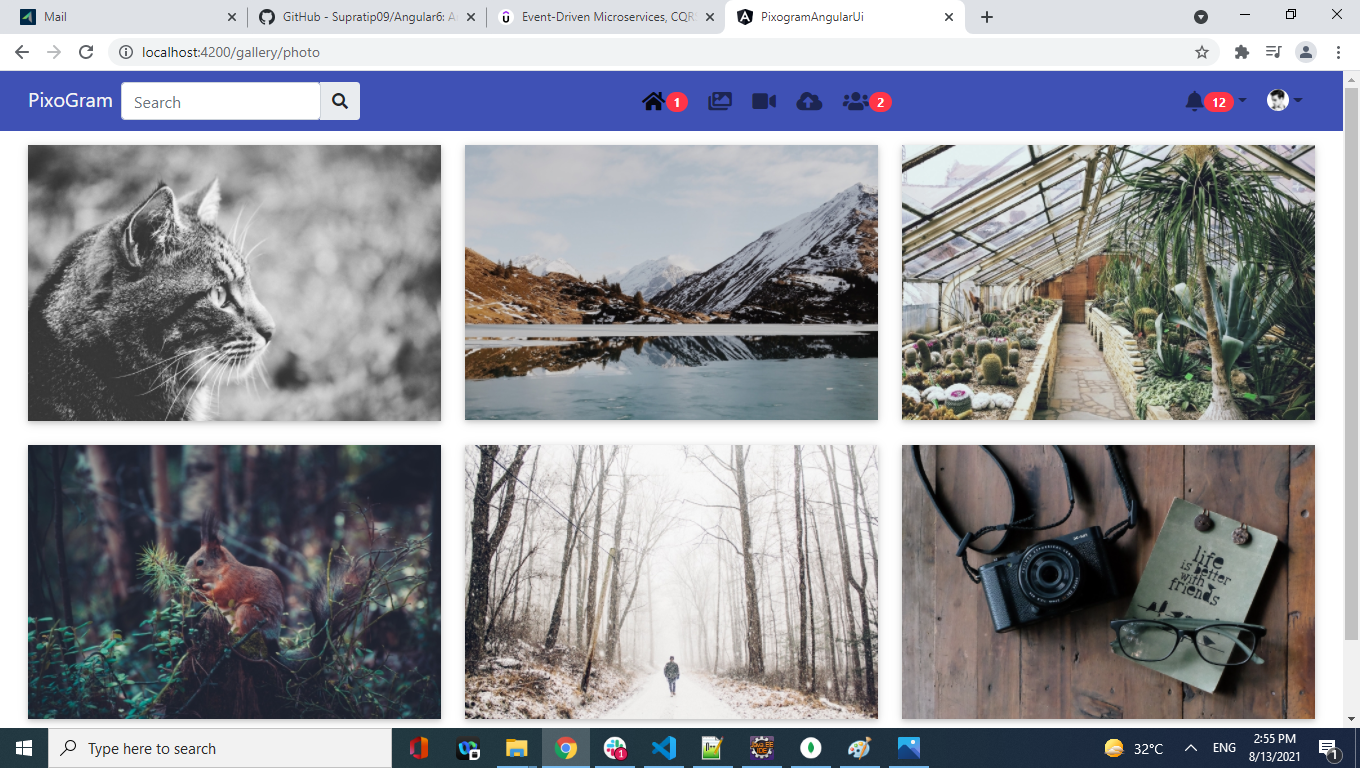 Mail
GitHub - Supratip09/Angular6: A
Event-Driven Microservices, CQR
PixogramAngularUi
localhost:4200/gallery/photo
PixoGram
Search
1
2
12
life
is better
with
friends
Type here to search
1
32°C
ENG
2:55 PM
8/13/2021
1